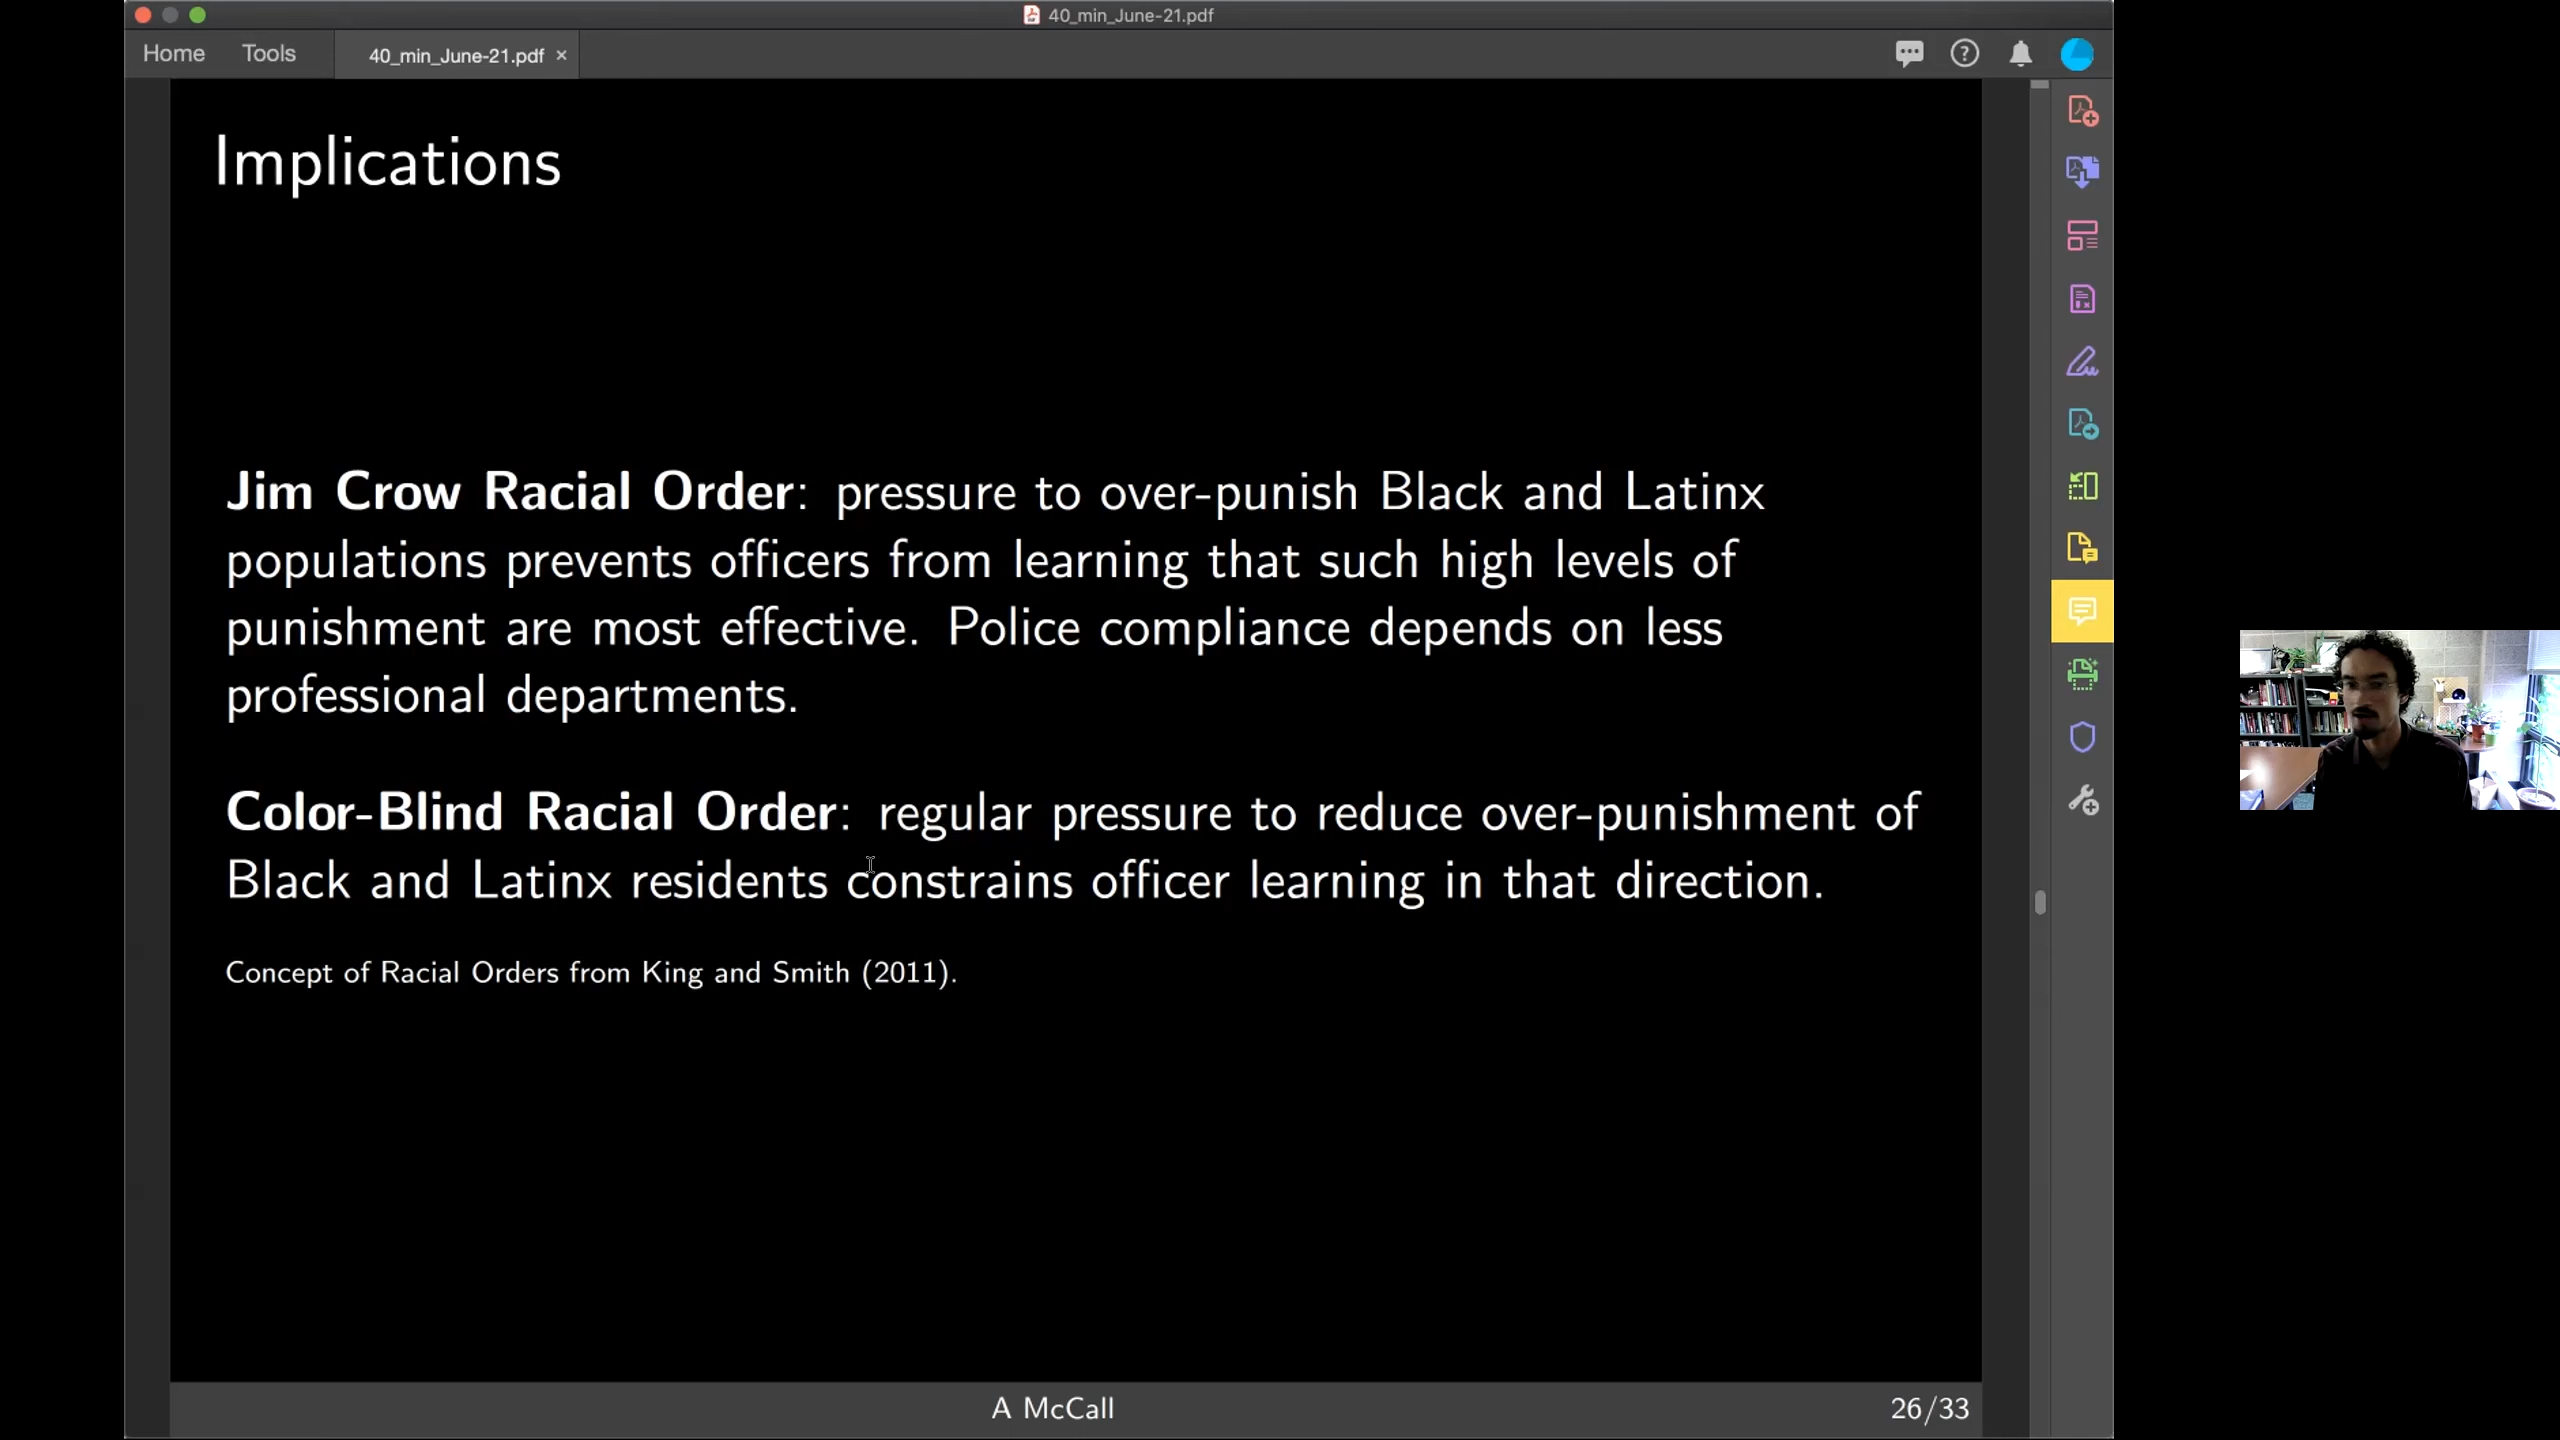 40_min_June-21.pdf
Home Tools 40_min_June-21.pdf ×
Implications
Jim Crow Racial Order: pressure to over-punish Black and Latinx
populations prevents officers from learning that such high levels of
punishment are most effective. Police compliance depends on less
professional departments.
Color-Blind Racial Order: regular pressure to reduce over-punishment of
Black and Latinx residents constrains officer learning in that direction.
Concept of Racial Orders from King and Smith (2011).
A McCall 26/33